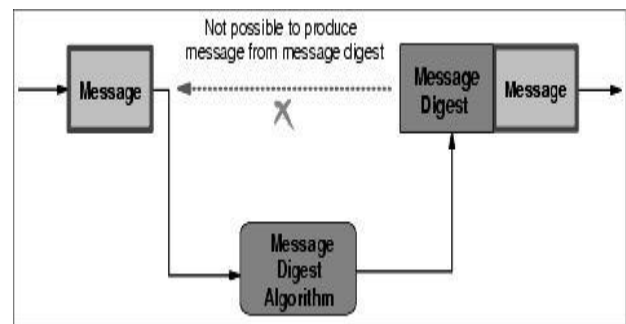 Not possible to produce
message from message digest
Message
Message
Digest
Message
Message
Digest
Algorithm